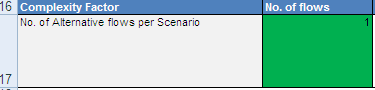 16 Complexity Factor No. of flows
No. of Alternative flows per Scenario 1
17